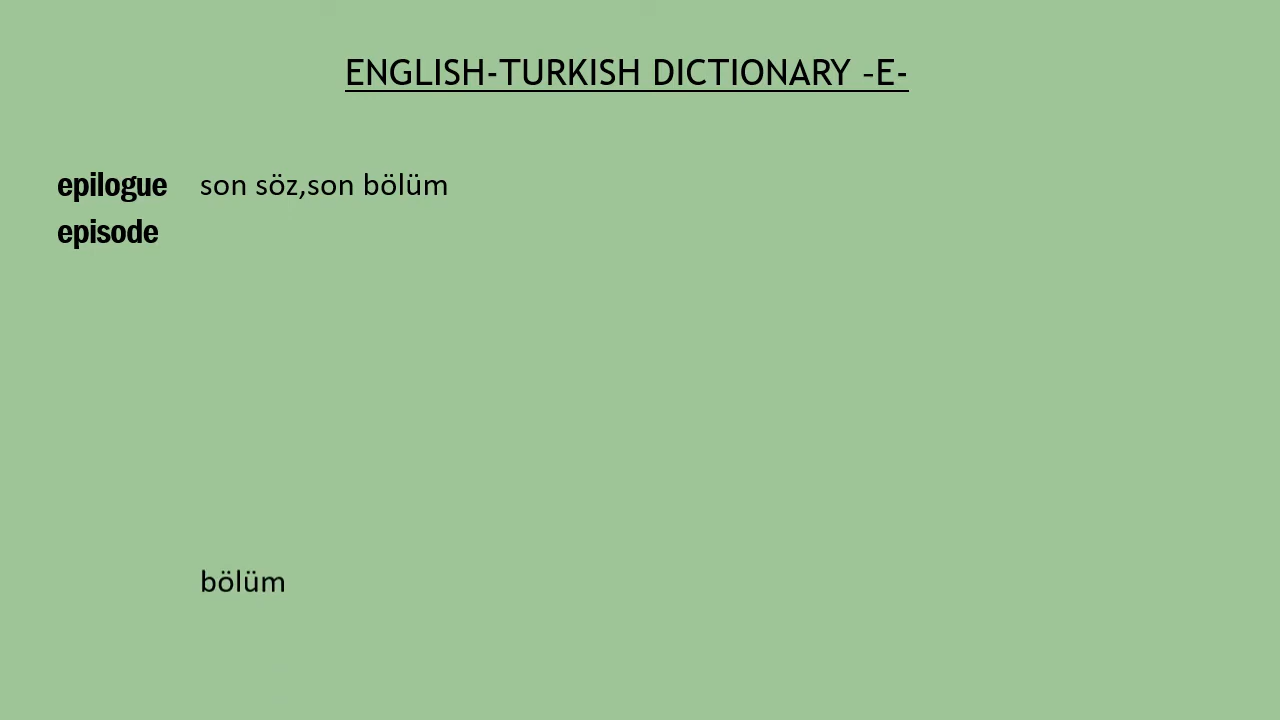 ENGLISH-TURKISH DICTIONARY –E-
epilogue son söz,son bölüm
episode
bölüm